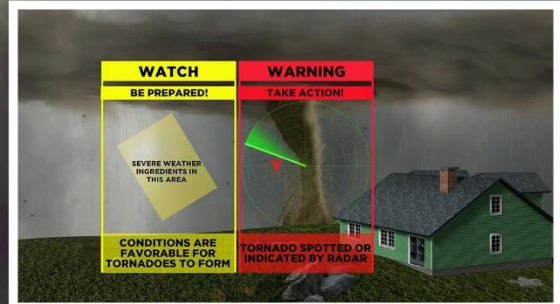 WATCH
BE PREPARED!
SEVERE WEATHER
INGREDIENTS IN
THIS AREA
CONDITIONS ARE
FAVORABLE FOR
TORNADOES TO FORM
WARNING
TAKE ACTION!
TORNADO SPOTTED OR
INDICATED BY RADAR